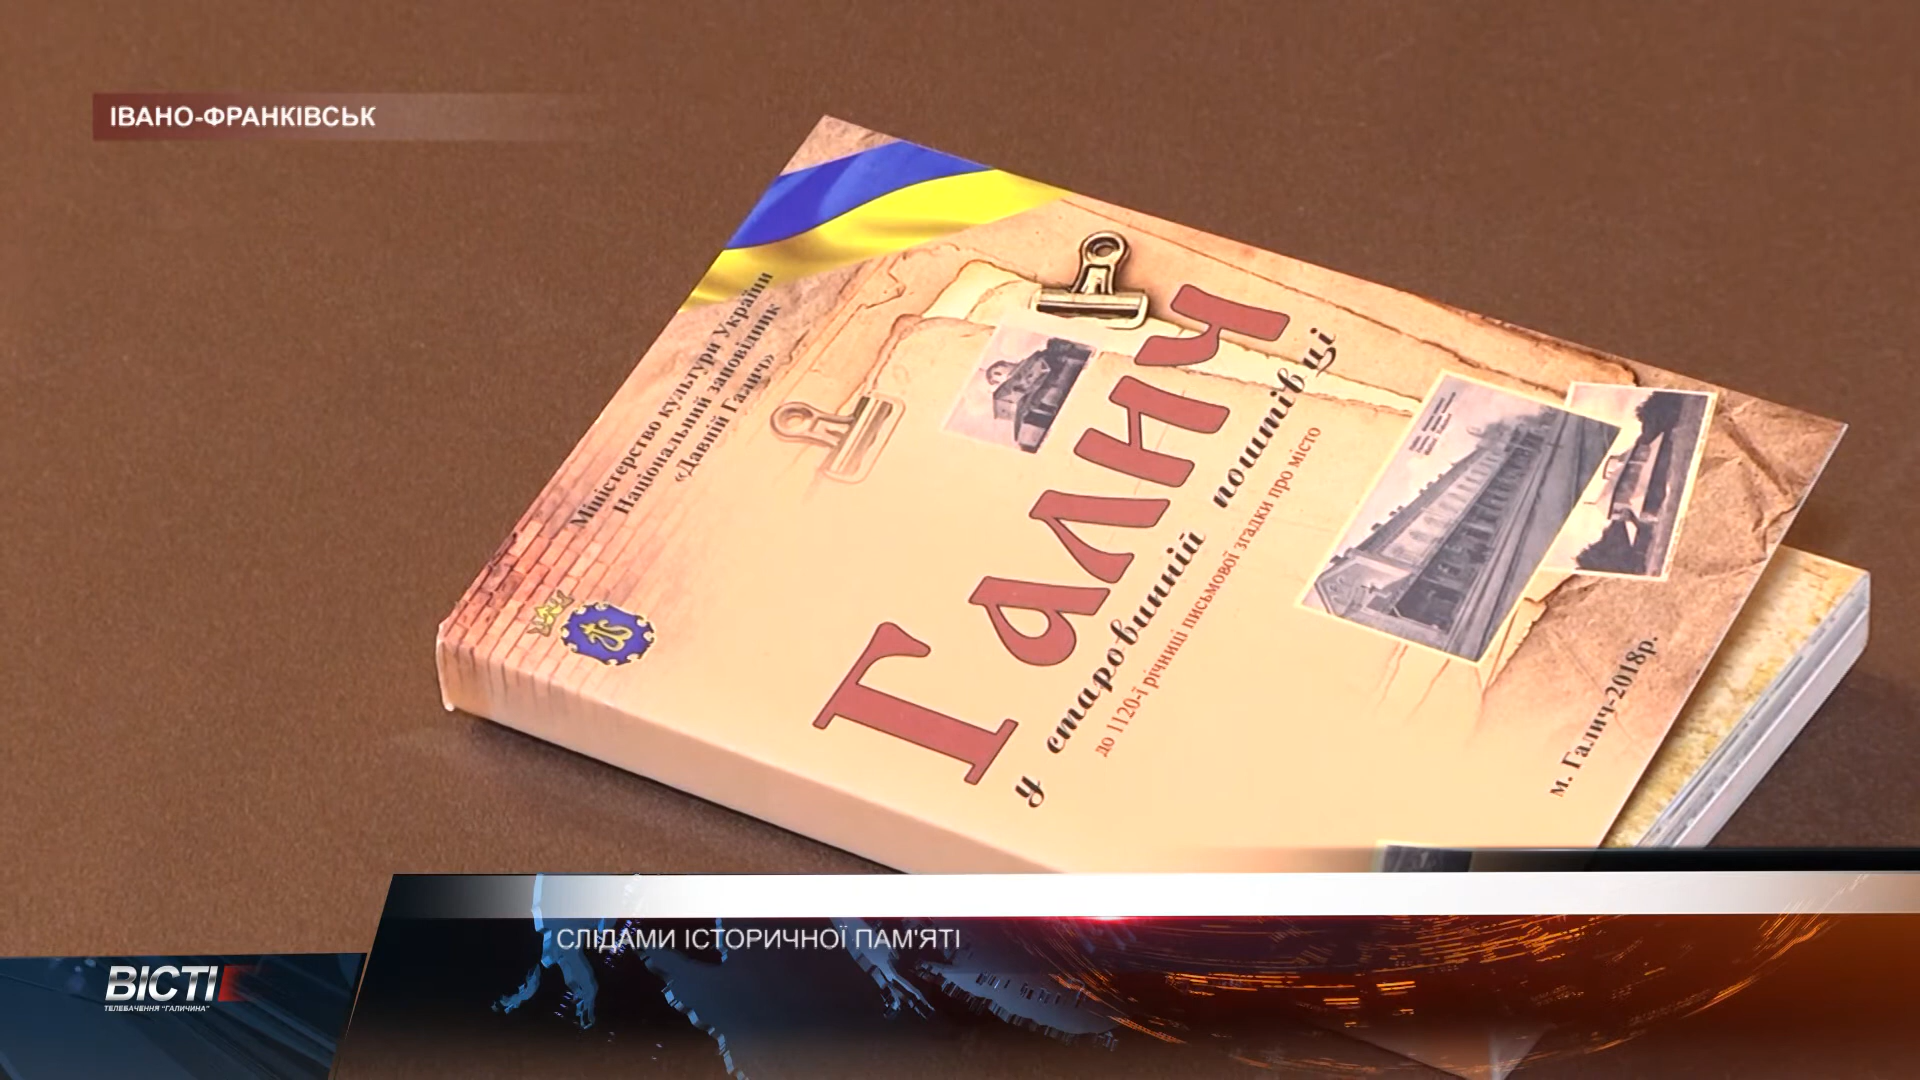 ІВАНО-ФРАНКІВСЬК
Міністерство культури України
Національний заповідник
«Давній Галич»
Галич
у старовинній поштівці
до 1120-ї річниці письмової згадки про місто
м. Галич-2018р.
СЛІДАМИ ІСТОРИЧНОЇ ПАМ'ЯТІ
ВІСТІ
ТЕЛЕБАЧЕННЯ "ГАЛИЧИНА"